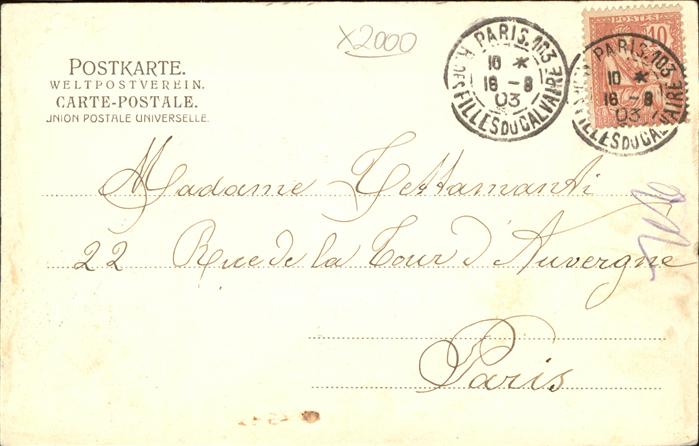 X2000
POSTKARTE.
WELTPOSTVEREIN.
CARTE-POSTALE.
UNION POSTALE UNIVERSELLE.
PARIS.103
10 *
16 - 8
03
R. DES FILLES DU CALVAIRE
POSTES
10
PARIS.103
10 *
16 - 8
03
FILLES DU CALVAIRE
Madame Tettamanti
22 Rue de la Tour d'Auvergne
Paris